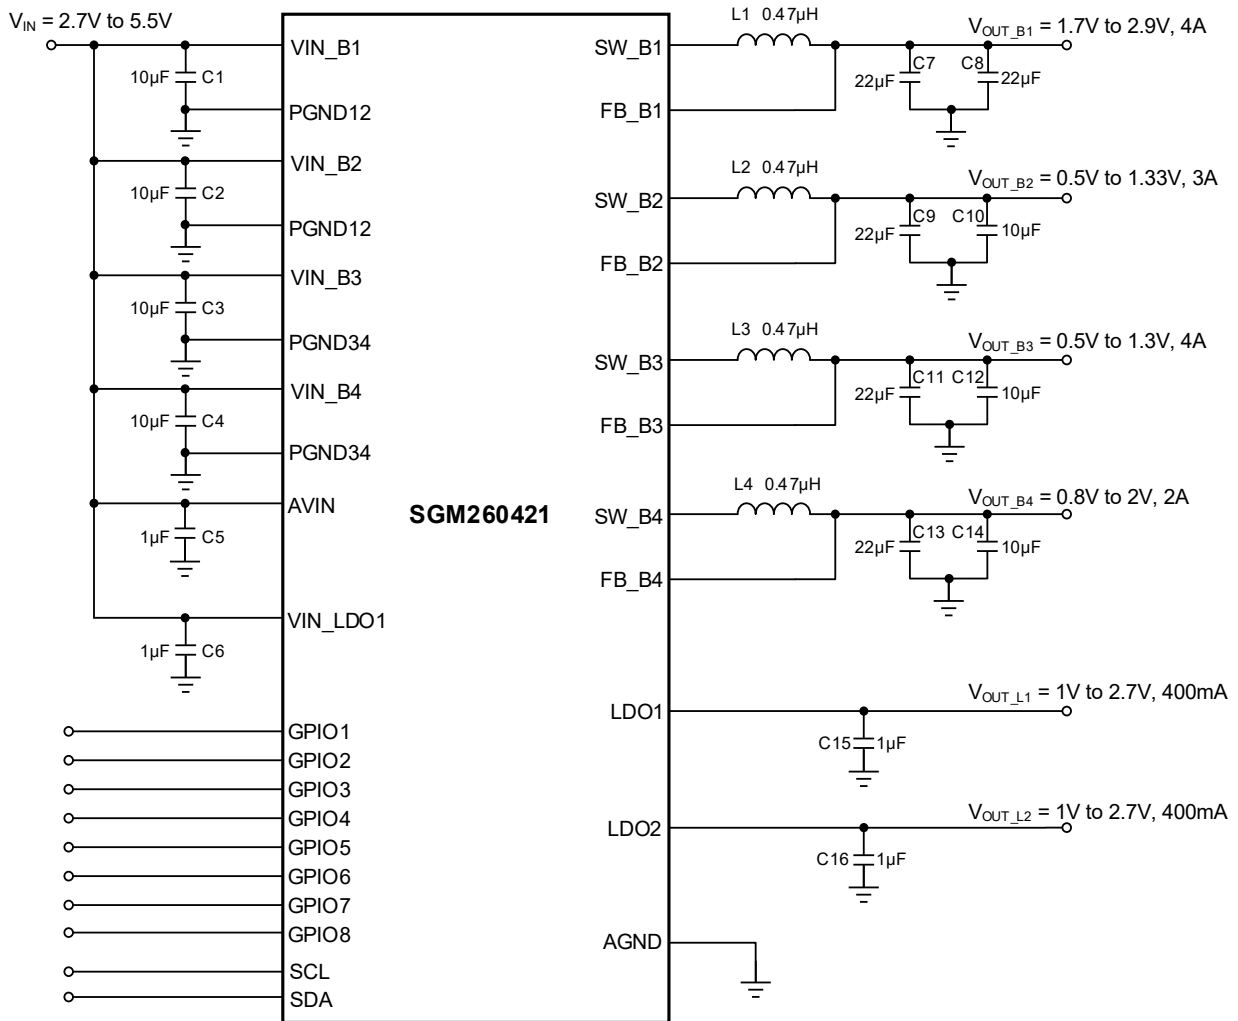 V_IN = 2.7V to 5.5V
VIN_B1
10µF C1
PGND12
VIN_B2
10µF C2
PGND12
VIN_B3
10µF C3
PGND34
VIN_B4
10µF C4
PGND34
AVIN
1µF C5
VIN_LDO1
1µF C6
GPIO1
GPIO2
GPIO3
GPIO4
GPIO5
GPIO6
GPIO7
GPIO8
SCL
SDA
SGM260421
L1 0.47µH
V_OUT_B1 = 1.7V to 2.9V, 4A
SW_B1
C7 C8
22µF 22µF
FB_B1
L2 0.47µH
V_OUT_B2 = 0.5V to 1.33V, 3A
SW_B2
C9 C10
22µF 10µF
FB_B2
L3 0.47µH
V_OUT_B3 = 0.5V to 1.3V, 4A
SW_B3
C11 C12
22µF 10µF
FB_B3
L4 0.47µH
V_OUT_B4 = 0.8V to 2V, 2A
SW_B4
C13 C14
22µF 10µF
FB_B4
V_OUT_L1 = 1V to 2.7V, 400mA
LDO1
C15 1µF
V_OUT_L2 = 1V to 2.7V, 400mA
LDO2
C16 1µF
AGND